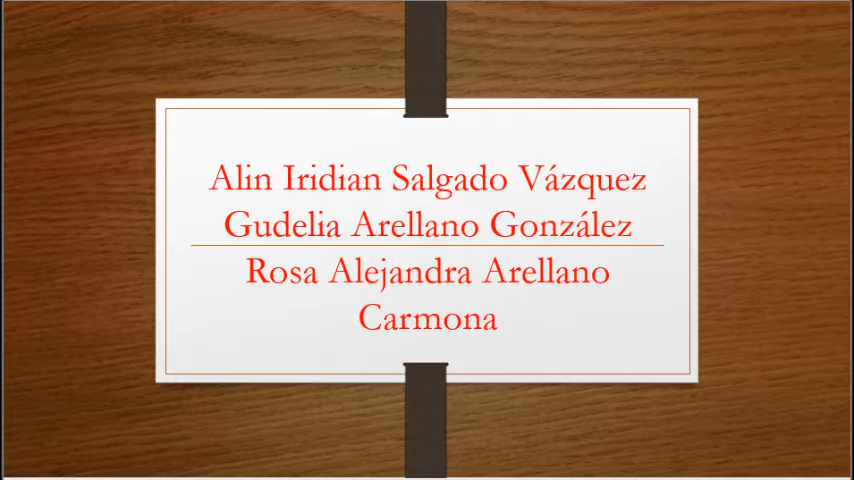 Alin Iridian Salgado Vázquez
Gudelia Arellano González
Rosa Alejandra Arellano
Carmona